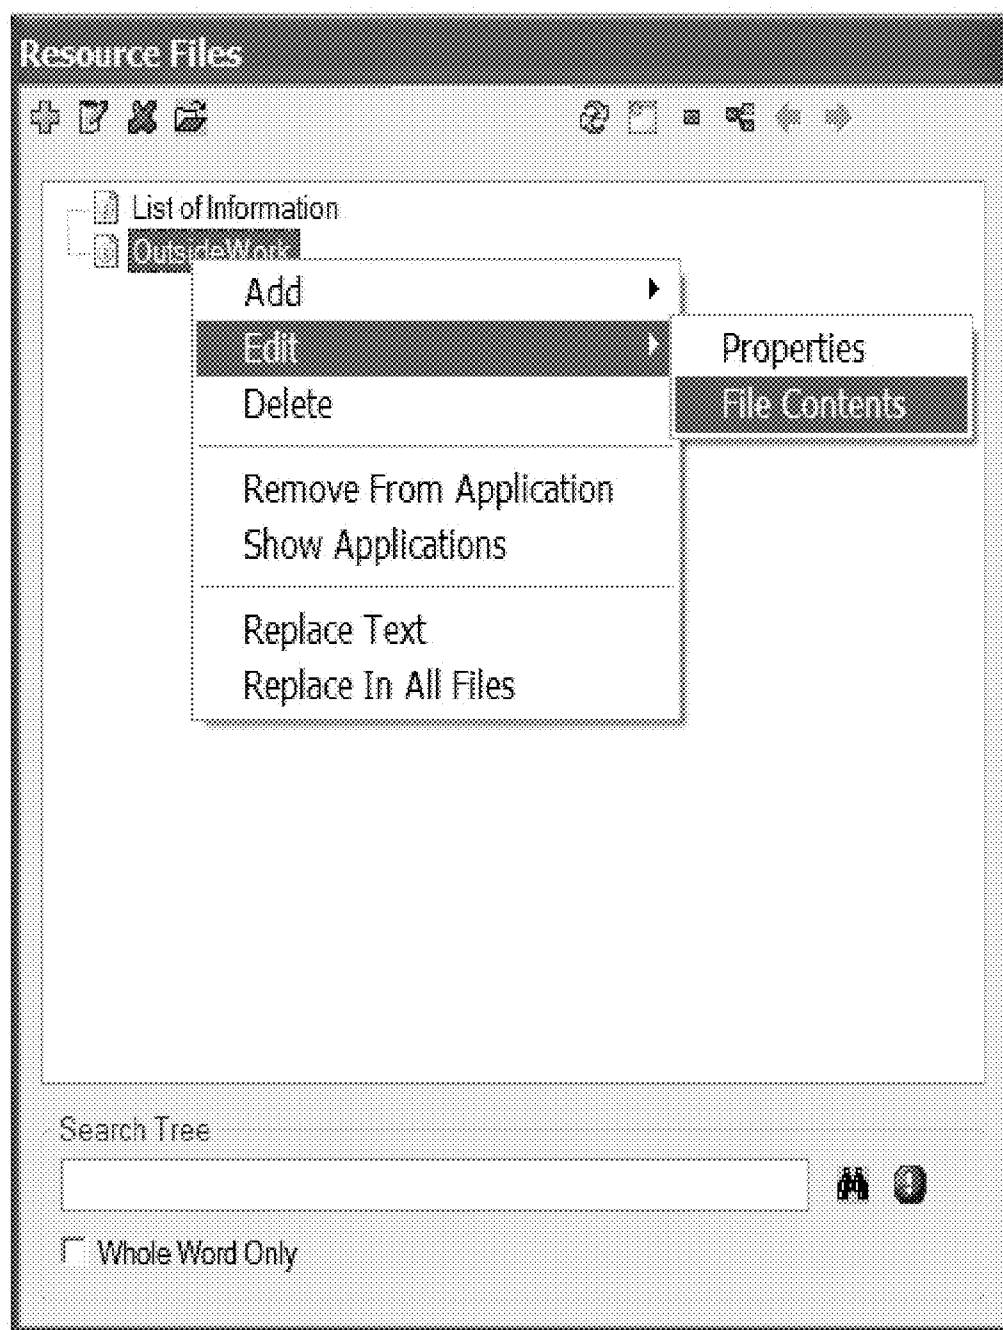 Resource Files
List of Information
OutsideWork
Add
Edit
Properties
Delete
File Contents
Remove From Application
Show Applications
Replace Text
Replace In All Files
Search Tree
Whole Word Only